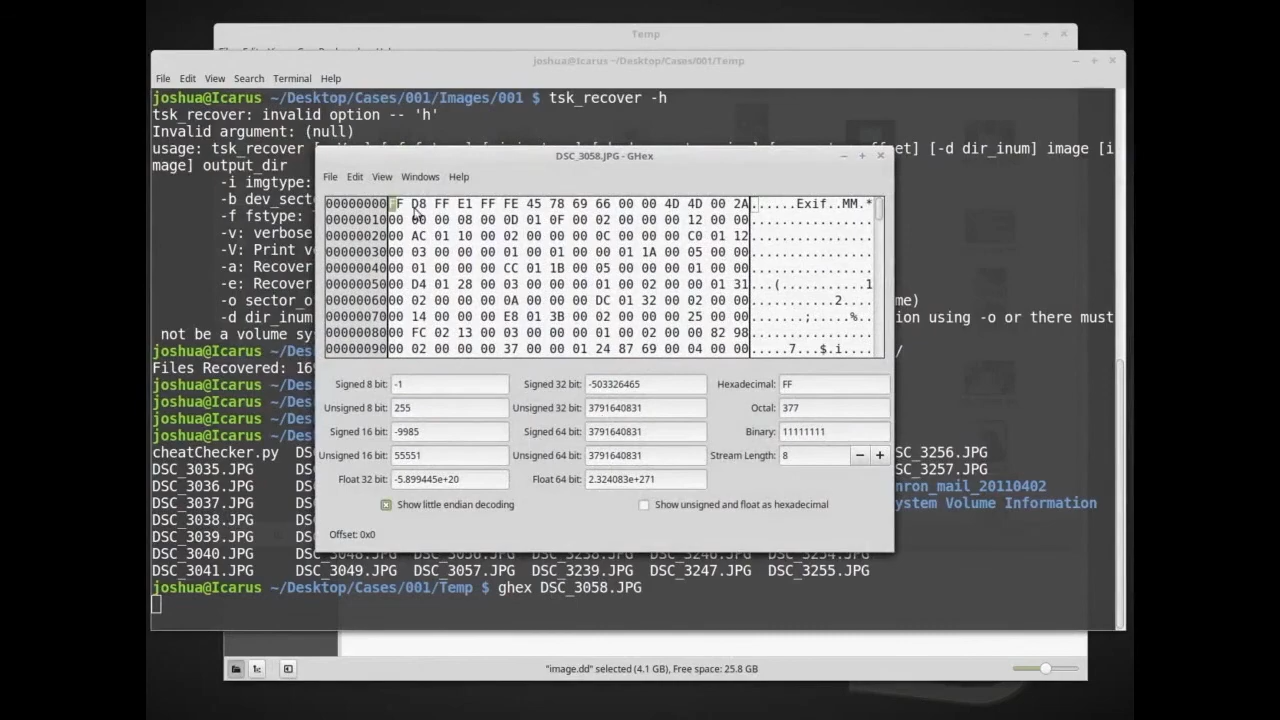 Temp
joshua@Icarus ~/Desktop/Cases/001/Temp
File Edit View Search Terminal Help
joshua@Icarus ~/Desktop/Cases/001/Images/001 $ tsk_recover -h
tsk_recover: invalid option -- 'h'
Invalid argument: (null)
usage: tsk_recover [ et] [-d dir_inum] image [i
mage] output_dir
-i imgtype:
-b dev_sect
-f fstype:
-v: verbose
-V: Print v
-a: Recover
-e: Recover
-o sector_o me)
-d dir_inum ion using -o or there must
not be a volume sy
joshua@Icarus ~/Des /
Files Recovered: 16
joshua@Icarus ~/Des
joshua@Icarus ~/Des
joshua@Icarus ~/Des
cheatChecker.py DS C_3256.JPG
DSC_3035.JPG DS C_3257.JPG
DSC_3036.JPG DS nron_mail_20110402
DSC_3037.JPG DS ystem Volume Information
DSC_3038.JPG DS
DSC_3039.JPG DS
DSC_3040.JPG DSC_3048.JPG DSC_3056.JPG DSC_3238.JPG DSC_3246.JPG DSC_3254.JPG
DSC_3041.JPG DSC_3049.JPG DSC_3057.JPG DSC_3239.JPG DSC_3247.JPG DSC_3255.JPG
joshua@Icarus ~/Desktop/Cases/001/Temp $ ghex DSC_3058.JPG
DSC_3058.JPG - GHex
File Edit View Windows Help
00000000 FF D8 FF E1 FF FE 45 78 69 66 00 00 4D 4D 00 2A ......Exif..MM.*
00000010 00 00 00 08 00 0D 01 0F 00 02 00 00 00 12 00 00 ................
00000020 00 AC 01 10 00 02 00 00 00 0C 00 00 00 C0 01 12 ................
00000030 00 03 00 00 00 01 00 01 00 00 01 1A 00 05 00 00 ................
00000040 00 01 00 00 00 CC 01 1B 00 05 00 00 00 01 00 00 ................
00000050 00 D4 01 28 00 03 00 00 00 01 00 02 00 00 01 31 ...(...........1
00000060 00 02 00 00 00 0A 00 00 00 DC 01 32 00 02 00 00 ...........2....
00000070 00 14 00 00 00 E8 01 3B 00 02 00 00 00 25 00 00 .......;.....%..
00000080 00 FC 02 13 00 03 00 00 00 01 00 02 00 00 82 98 ................
00000090 00 02 00 00 00 37 00 00 01 24 87 69 00 04 00 00 .....7...$.i....
Signed 8 bit: -1 Signed 32 bit: -503326465 Hexadecimal: FF
Unsigned 8 bit: 255 Unsigned 32 bit: 3791640831 Octal: 377
Signed 16 bit: -9985 Signed 64 bit: 3791640831 Binary: 11111111
Unsigned 16 bit: 55551 Unsigned 64 bit: 3791640831 Stream Length: 8
Float 32 bit: -5.899445e+20 Float 64 bit: 2.324083e+271
Show little endian decoding Show unsigned and float as hexadecimal
Offset: 0x0
"image.dd" selected (4.1 GB), Free space: 25.8 GB